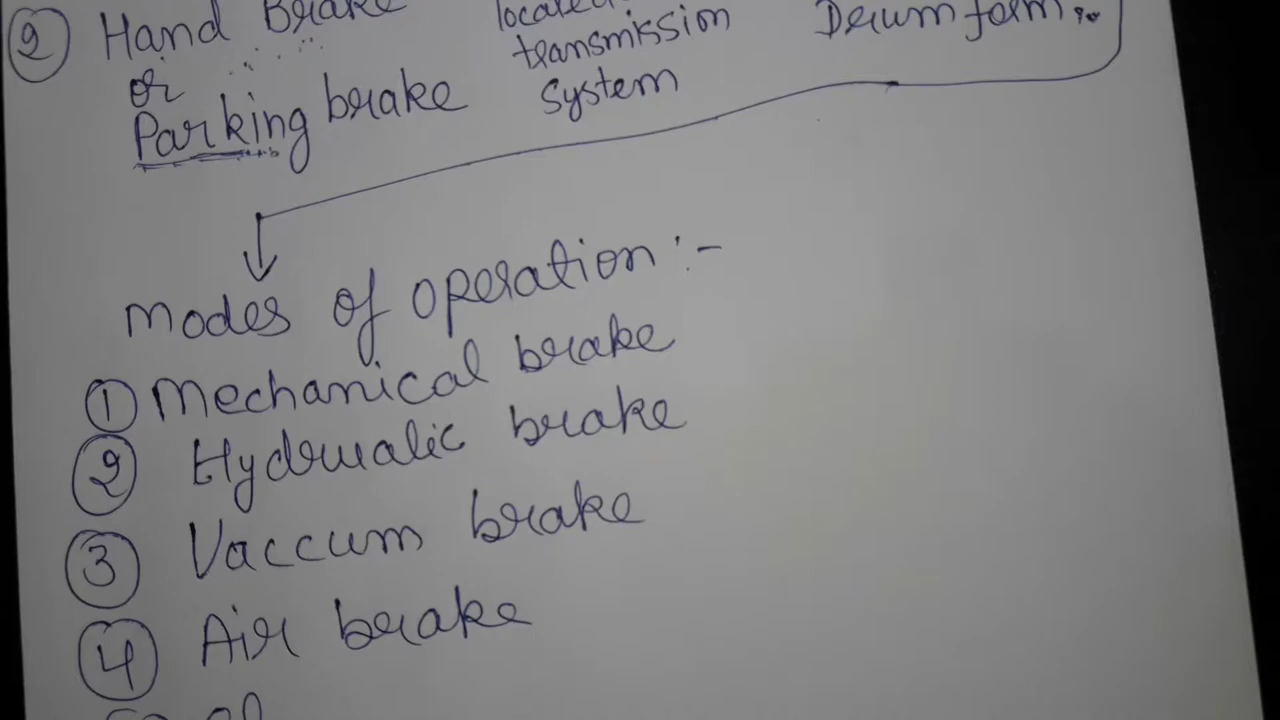 2 Hand Brake located
transmission Drum form.
or system
Parking brake
Modes of operation :-
1 Mechanical brake
2 Hydrualic brake
3 Vaccum brake
4 Air brake